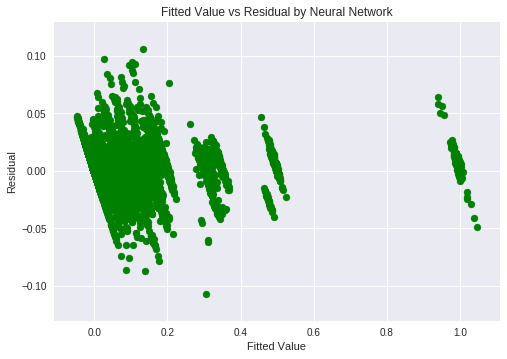 Fitted Value vs Residual by Neural Network
0.10
0.05
0.00
−0.05
−0.10
Residual
0.0 0.2 0.4 0.6 0.8 1.0
Fitted Value